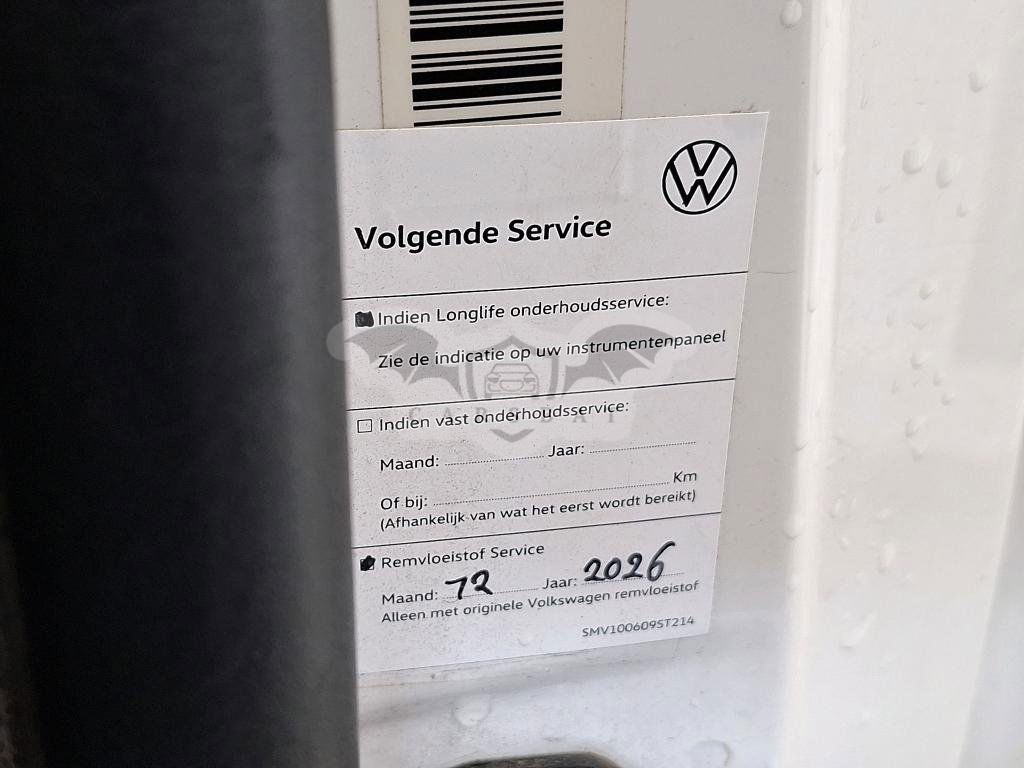 Volgende Service
Indien Longlife onderhoudsservice:
Zie de indicatie op uw instrumentenpaneel
CARCBAT
Indien vast onderhoudsservice:
Maand: Jaar:
Of bij: Km
(Afhankelijk van wat het eerst wordt bereikt)
Remvloeistof Service
Maand: 12 Jaar: 2026
Alleen met originele Volkswagen remvloeistof
SMV100609ST214